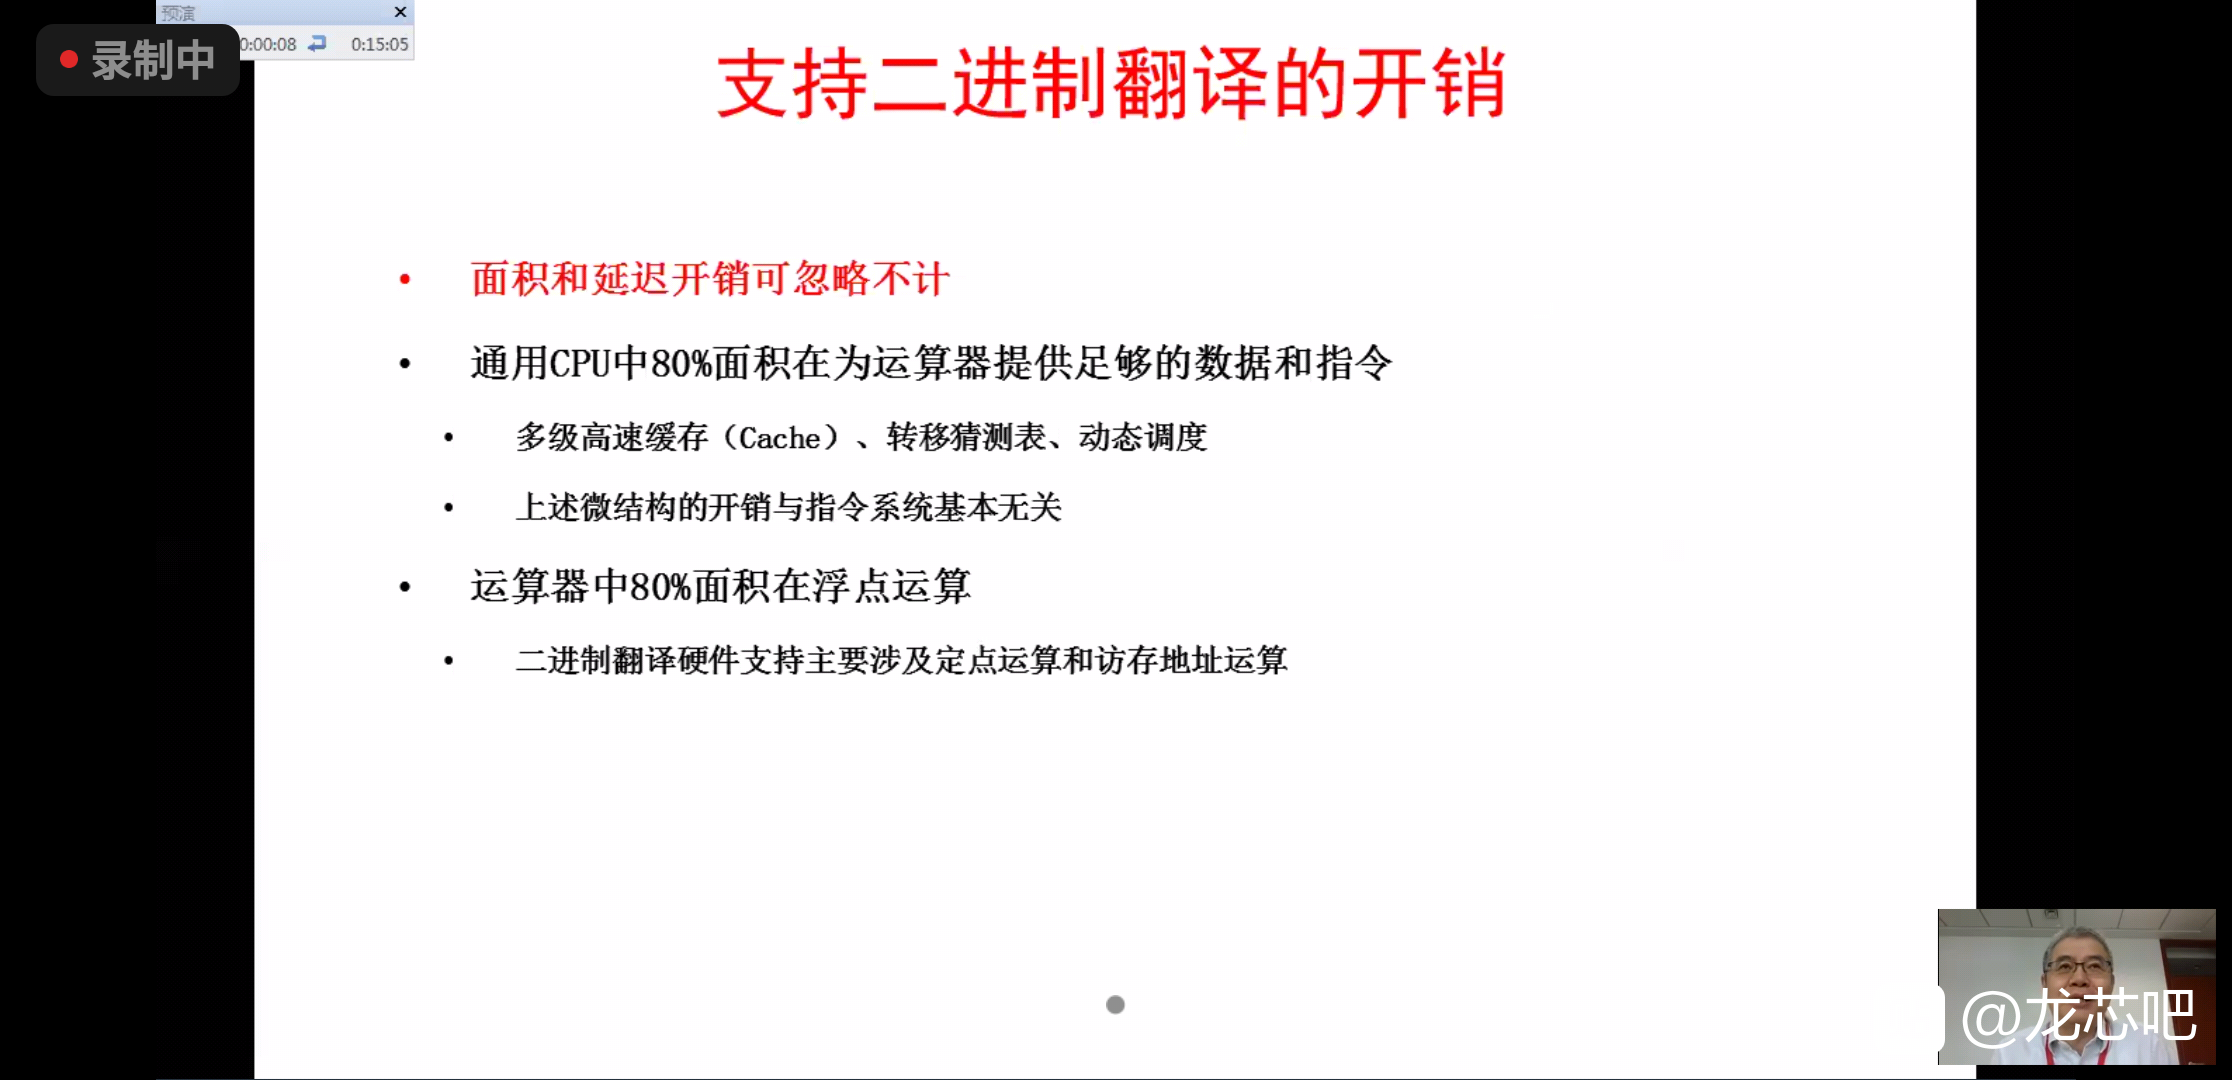 预演
录制中
0:00:08
0:15:05
支持二进制翻译的开销
• 面积和延迟开销可忽略不计
• 通用CPU中80%面积在为运算器提供足够的数据和指令
• 多级高速缓存（Cache）、转移猜测表、动态调度
• 上述微结构的开销与指令系统基本无关
• 运算器中80%面积在浮点运算
• 二进制翻译硬件支持主要涉及定点运算和访存地址运算
@龙芯吧